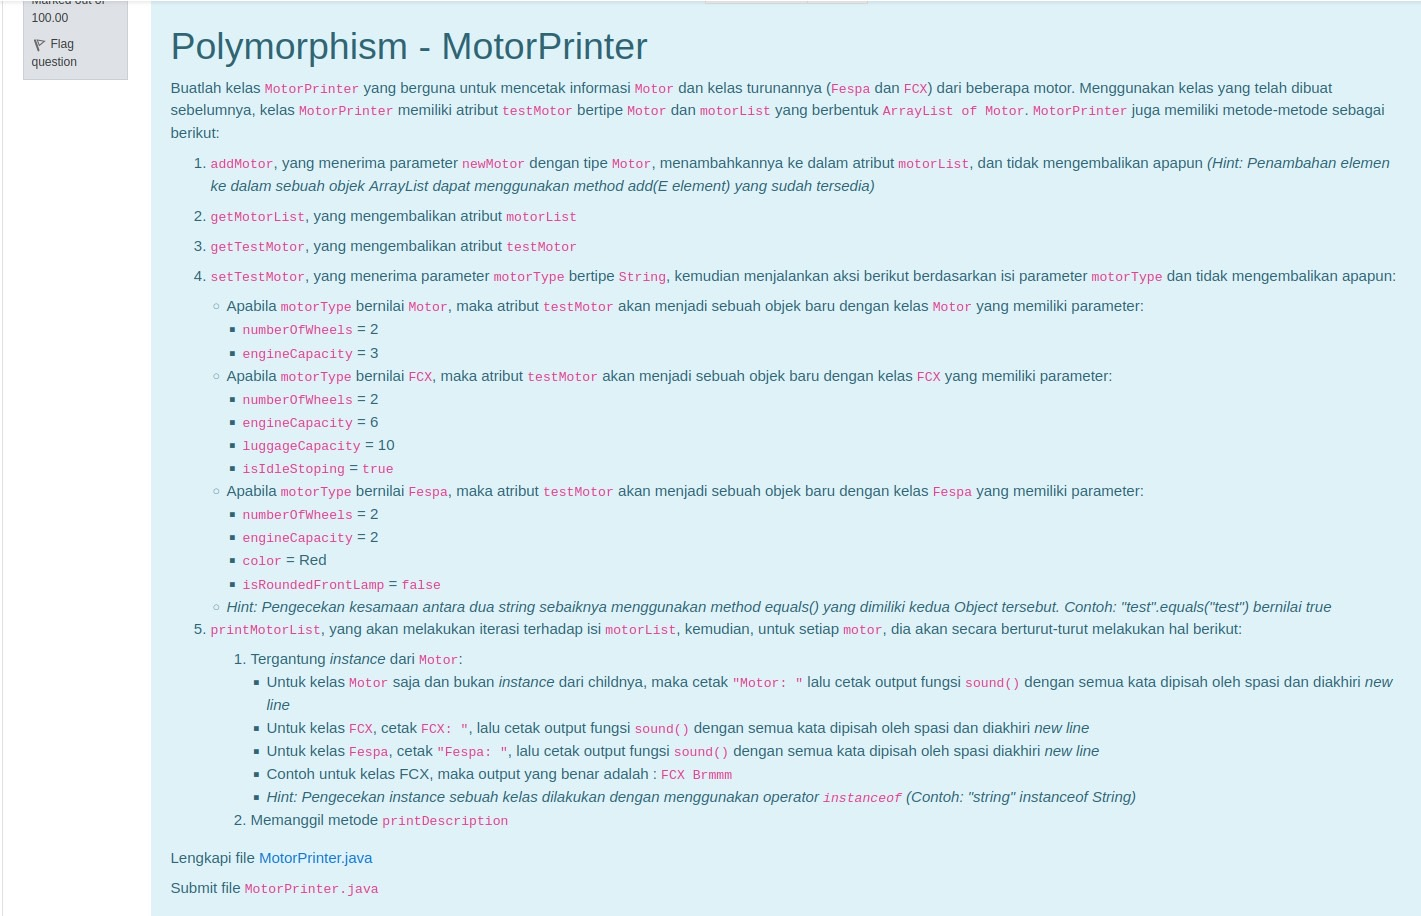 Marked out of
100.00
Flag
question
Polymorphism - MotorPrinter
Buatlah kelas MotorPrinter yang berguna untuk mencetak informasi Motor dan kelas turunannya (Fespa dan FCX) dari beberapa motor. Menggunakan kelas yang telah dibuat
sebelumnya, kelas MotorPrinter memiliki atribut testMotor bertipe Motor dan motorList yang berbentuk ArrayList of Motor. MotorPrinter juga memiliki metode-metode sebagai
berikut:
1. addMotor, yang menerima parameter newMotor dengan tipe Motor, menambahkannya ke dalam atribut motorList, dan tidak mengembalikan apapun (Hint: Penambahan elemen
ke dalam sebuah objek ArrayList dapat menggunakan method add(E element) yang sudah tersedia)
2. getMotorList, yang mengembalikan atribut motorList
3. getTestMotor, yang mengembalikan atribut testMotor
4. setTestMotor, yang menerima parameter motorType bertipe String, kemudian menjalankan aksi berikut berdasarkan isi parameter motorType dan tidak mengembalikan apapun:
○ Apabila motorType bernilai Motor, maka atribut testMotor akan menjadi sebuah objek baru dengan kelas Motor yang memiliki parameter:
▪ numberOfWheels = 2
▪ engineCapacity = 3
○ Apabila motorType bernilai FCX, maka atribut testMotor akan menjadi sebuah objek baru dengan kelas FCX yang memiliki parameter:
▪ numberOfWheels = 2
▪ engineCapacity = 6
▪ luggageCapacity = 10
▪ isIdleStoping = true
○ Apabila motorType bernilai Fespa, maka atribut testMotor akan menjadi sebuah objek baru dengan kelas Fespa yang memiliki parameter:
▪ numberOfWheels = 2
▪ engineCapacity = 2
▪ color = Red
▪ isRoundedFrontLamp = false
○ Hint: Pengecekan kesamaan antara dua string sebaiknya menggunakan method equals() yang dimiliki kedua Object tersebut. Contoh: "test".equals("test") bernilai true
5. printMotorList, yang akan melakukan iterasi terhadap isi motorList, kemudian, untuk setiap motor, dia akan secara berturut-turut melakukan hal berikut:
1. Tergantung instance dari Motor:
▪ Untuk kelas Motor saja dan bukan instance dari childnya, maka cetak "Motor: " lalu cetak output fungsi sound() dengan semua kata dipisah oleh spasi dan diakhiri new
line
▪ Untuk kelas FCX, cetak FCX: ", lalu cetak output fungsi sound() dengan semua kata dipisah oleh spasi dan diakhiri new line
▪ Untuk kelas Fespa, cetak "Fespa: ", lalu cetak output fungsi sound() dengan semua kata dipisah oleh spasi diakhiri new line
▪ Contoh untuk kelas FCX, maka output yang benar adalah : FCX Brmmm
▪ Hint: Pengecekan instance sebuah kelas dilakukan dengan menggunakan operator instanceof (Contoh: "string" instanceof String)
2. Memanggil metode printDescription
Lengkapi file MotorPrinter.java
Submit file MotorPrinter.java